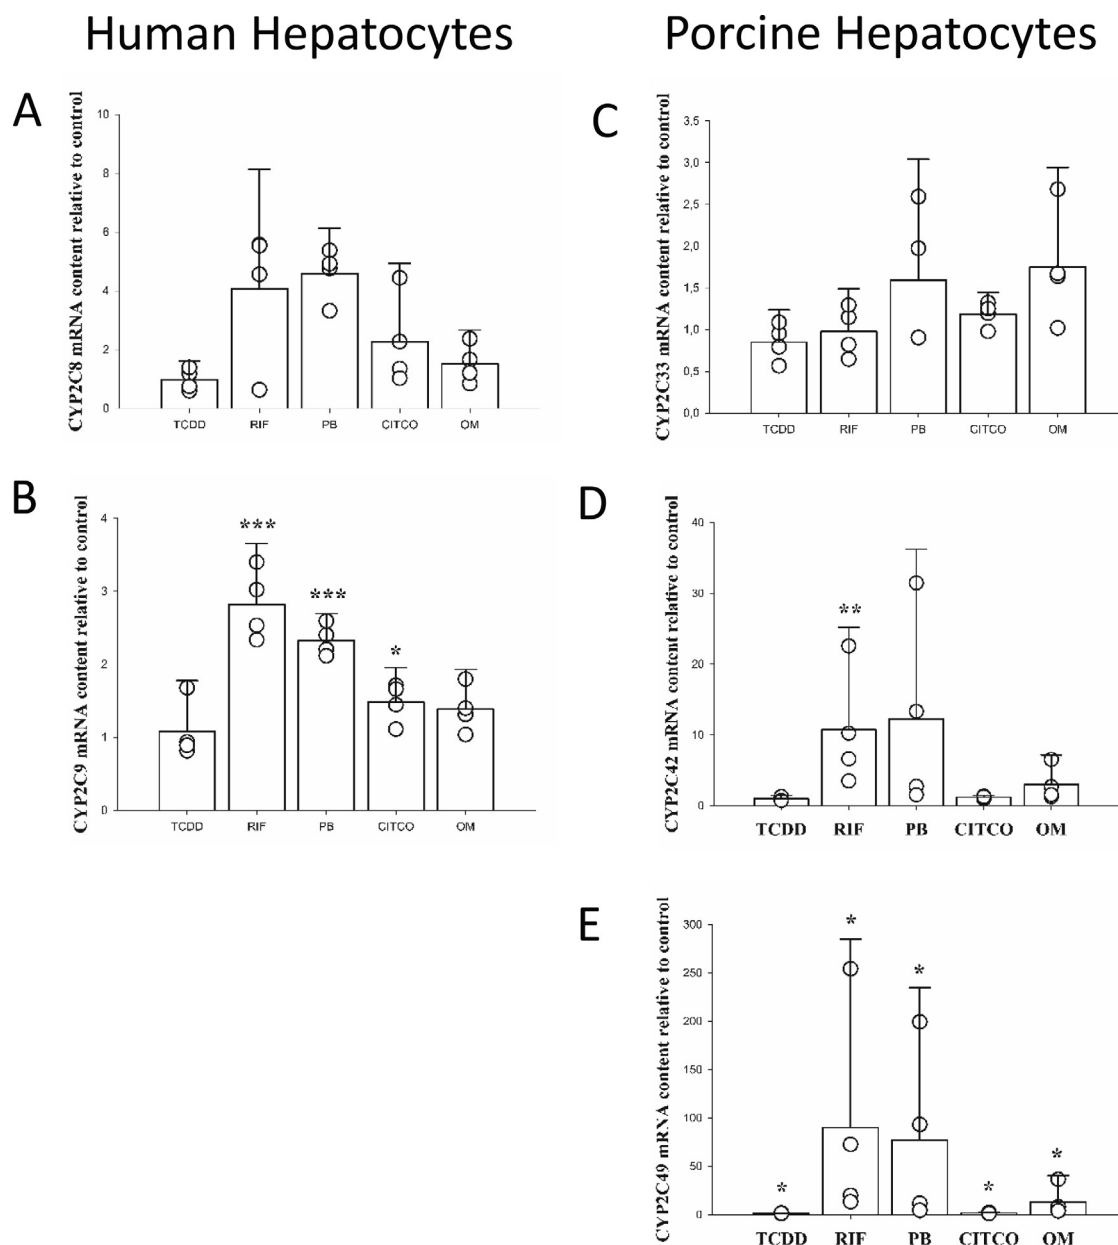 Human Hepatocytes
A
CYP2C8 mRNA content relative to control
10
8
6
4
2
0
TCDD RIF PB CITCO OM
B
CYP2C9 mRNA content relative to control
4
3
2
1
0
***
***
*
TCDD RIF PB CITCO OM
Porcine Hepatocytes
C
CYP2C33 mRNA content relative to control
3,5
3,0
2,5
2,0
1,5
1,0
0,5
0,0
TCDD RIF PB CITCO OM
D
CYP2C42 mRNA content relative to control
40
30
20
10
0
**
TCDD RIF PB CITCO OM
E
CYP2C49 mRNA content relative to control
300
250
200
150
100
50
0
*
*
*
*
*
TCDD RIF PB CITCO OM